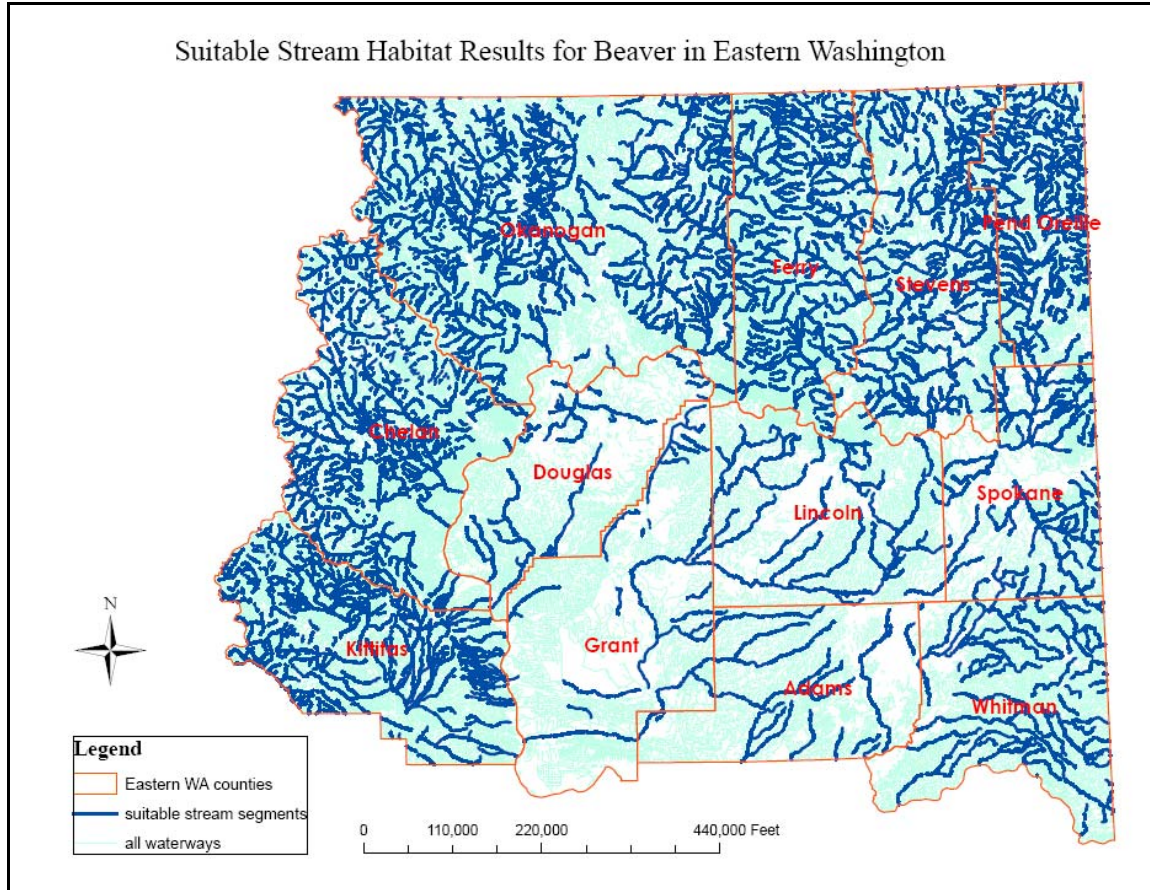 Suitable Stream Habitat Results for Beaver in Eastern Washington
Okanogan
Pend Oreille
Ferry
Stevens
Chelan
Douglas
Lincoln
Spokane
Kittitas
Grant
Adams
Whitman
N
Legend
Eastern WA counties
suitable stream segments
all waterways
0 110,000 220,000 440,000 Feet